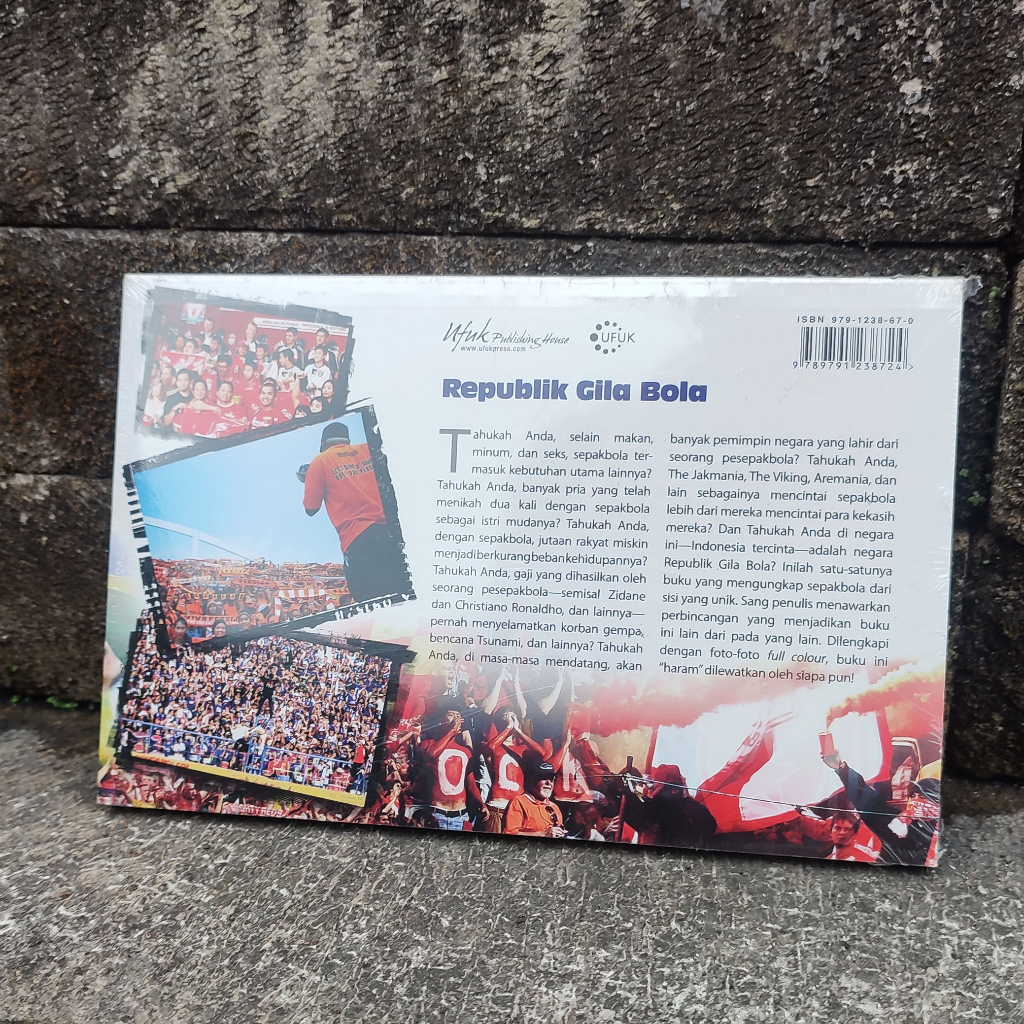 Ufuk Publishing House
www.ufukpress.com
UFUK
ISBN 979-1238-67-0
9 789791 238724 >
Republik Gila Bola
Tahukah Anda, selain makan,
minum, dan seks, sepakbola ter-
masuk kebutuhan utama lainnya?
Tahukah Anda, banyak pria yang telah
menikah dua kali dengan sepakbola
sebagai istri mudanya? Tahukah Anda,
dengan sepakbola, jutaan rakyat miskin
menjadi berkurang beban kehidupannya?
Tahukah Anda, gaji yang dihasilkan oleh
seorang pesepakbola—semisal Zidane
dan Christiano Ronaldho, dan lainnya—
pernah menyelamatkan korban gempa,
bencana Tsunami, dan lainnya? Tahukah
Anda, di masa-masa mendatang, akan
banyak pemimpin negara yang lahir dari
seorang pesepakbola? Tahukah Anda,
The Jakmania, The Viking, Aremania, dan
lain sebagainya mencintai sepakbola
lebih dari mereka mencintai para kekasih
mereka? Dan Tahukah Anda di negara
ini—Indonesia tercinta—adalah negara
Republik Gila Bola? Inilah satu-satunya
buku yang mengungkap sepakbola dari
sisi yang unik. Sang penulis menawarkan
perbincangan yang menjadikan buku
ini lain dari pada yang lain. Dilengkapi
dengan foto-foto full colour, buku ini
"haram" dilewatkan oleh siapa pun!